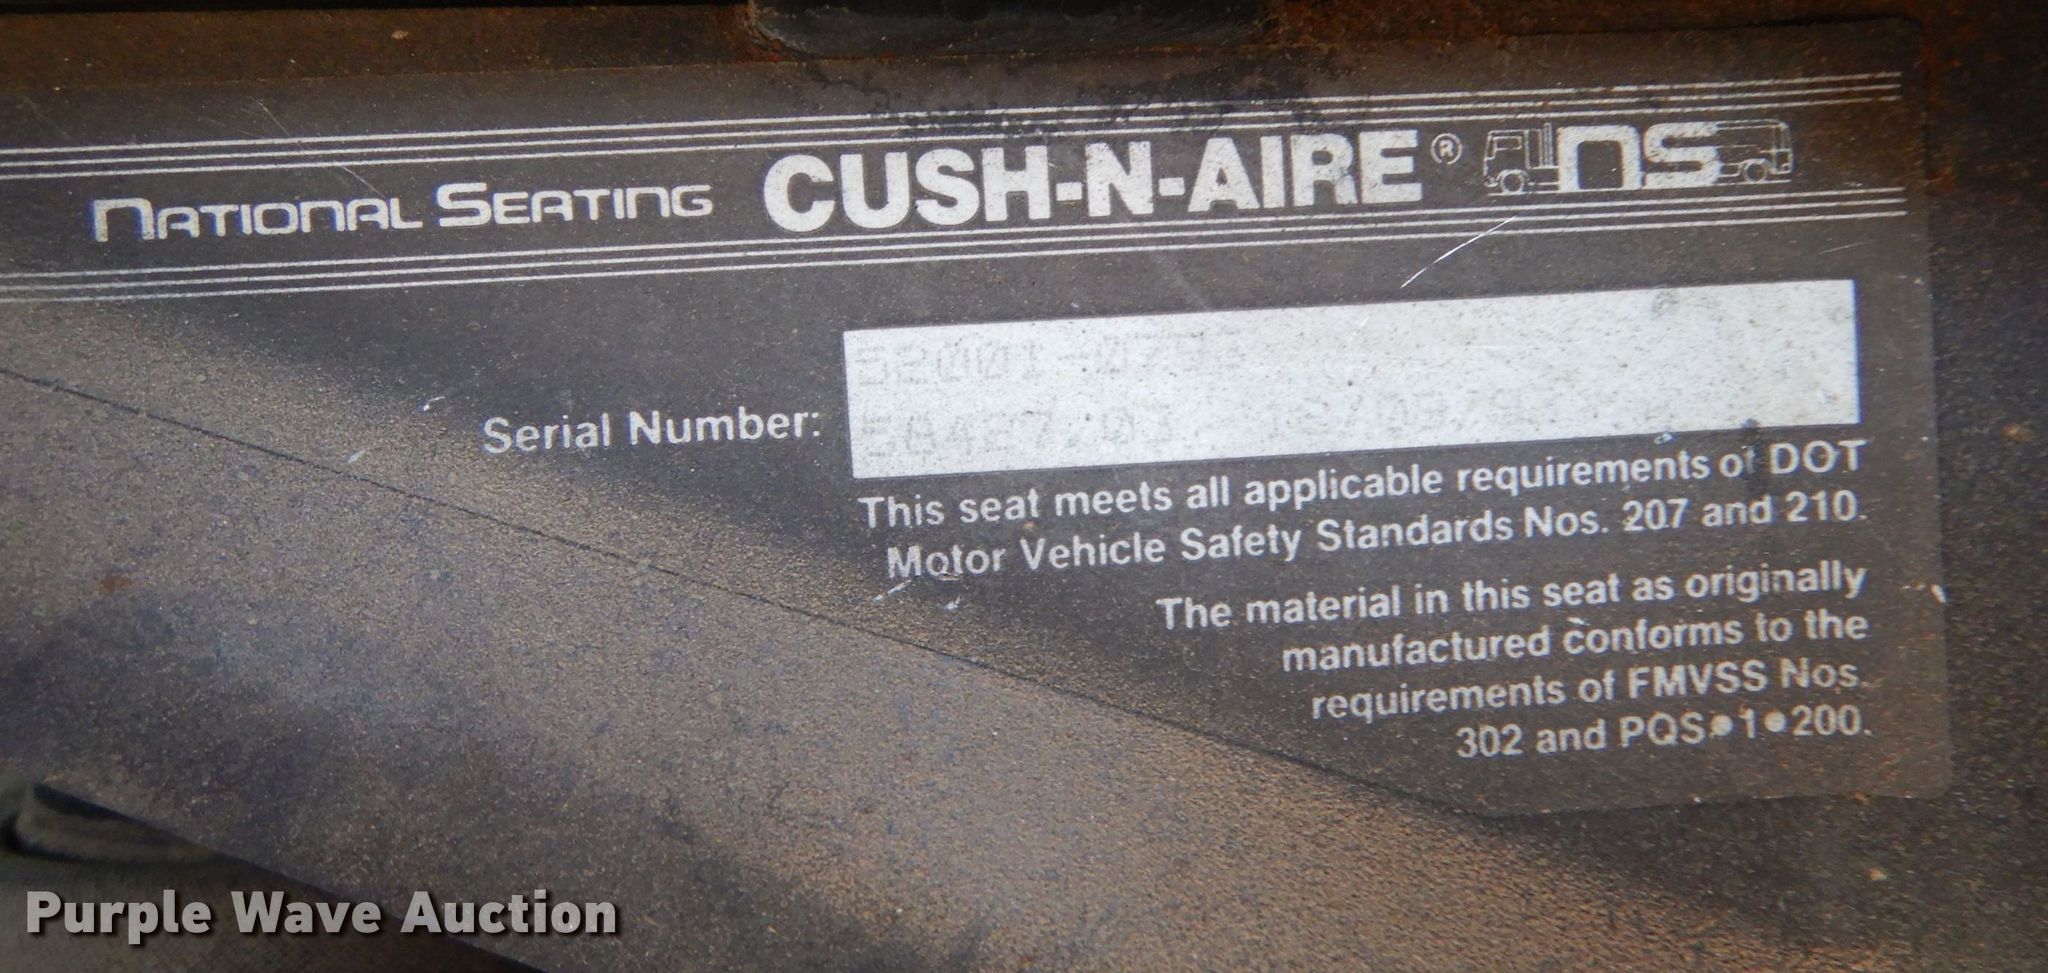 NATIONAL SEATING CUSH-N-AIRE® NS
Serial Number:
This seat meets all applicable requirements of DOT
Motor Vehicle Safety Standards Nos. 207 and 210.
The material in this seat as originally
manufactured conforms to the
requirements of FMVSS Nos.
302 and PQS•1•200.
Purple Wave Auction